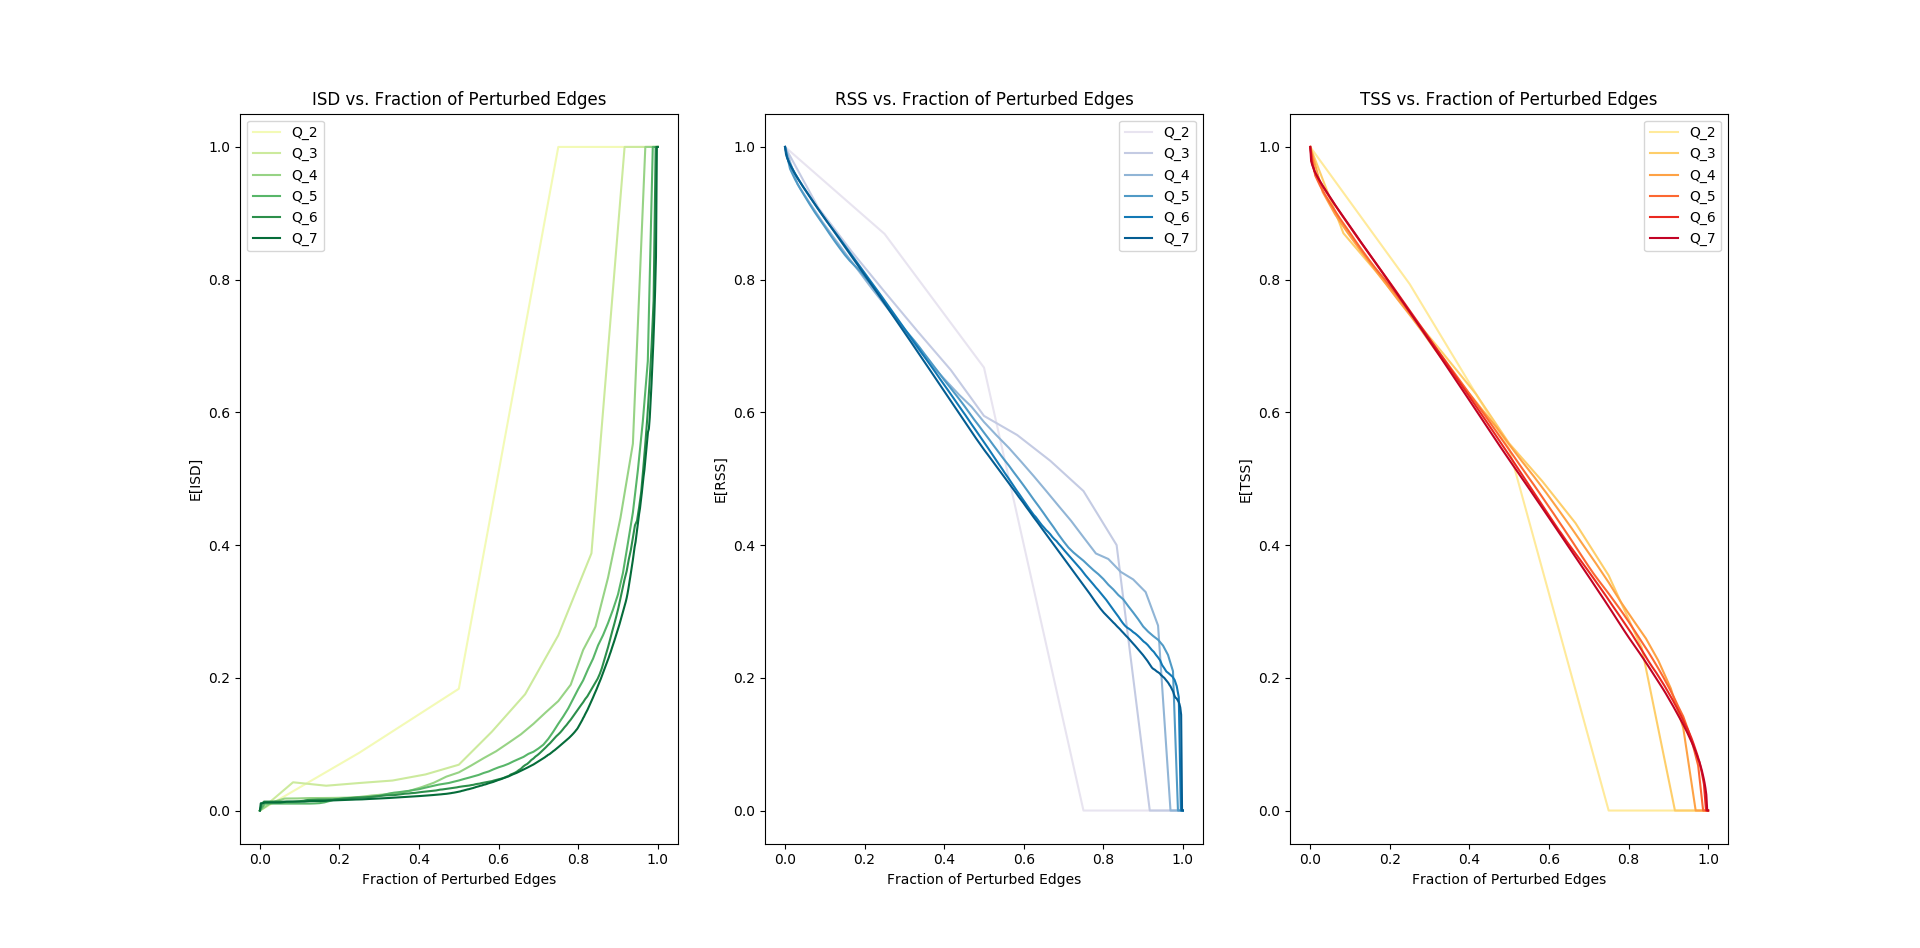 ISD vs. Fraction of Perturbed Edges
E[ISD]
1.0
0.8
0.6
0.4
0.2
0.0
Q_2
Q_3
Q_4
Q_5
Q_6
Q_7
0.0 0.2 0.4 0.6 0.8 1.0
Fraction of Perturbed Edges
RSS vs. Fraction of Perturbed Edges
E[RSS]
1.0
0.8
0.6
0.4
0.2
0.0
Q_2
Q_3
Q_4
Q_5
Q_6
Q_7
0.0 0.2 0.4 0.6 0.8 1.0
Fraction of Perturbed Edges
TSS vs. Fraction of Perturbed Edges
E[TSS]
1.0
0.8
0.6
0.4
0.2
0.0
Q_2
Q_3
Q_4
Q_5
Q_6
Q_7
0.0 0.2 0.4 0.6 0.8 1.0
Fraction of Perturbed Edges